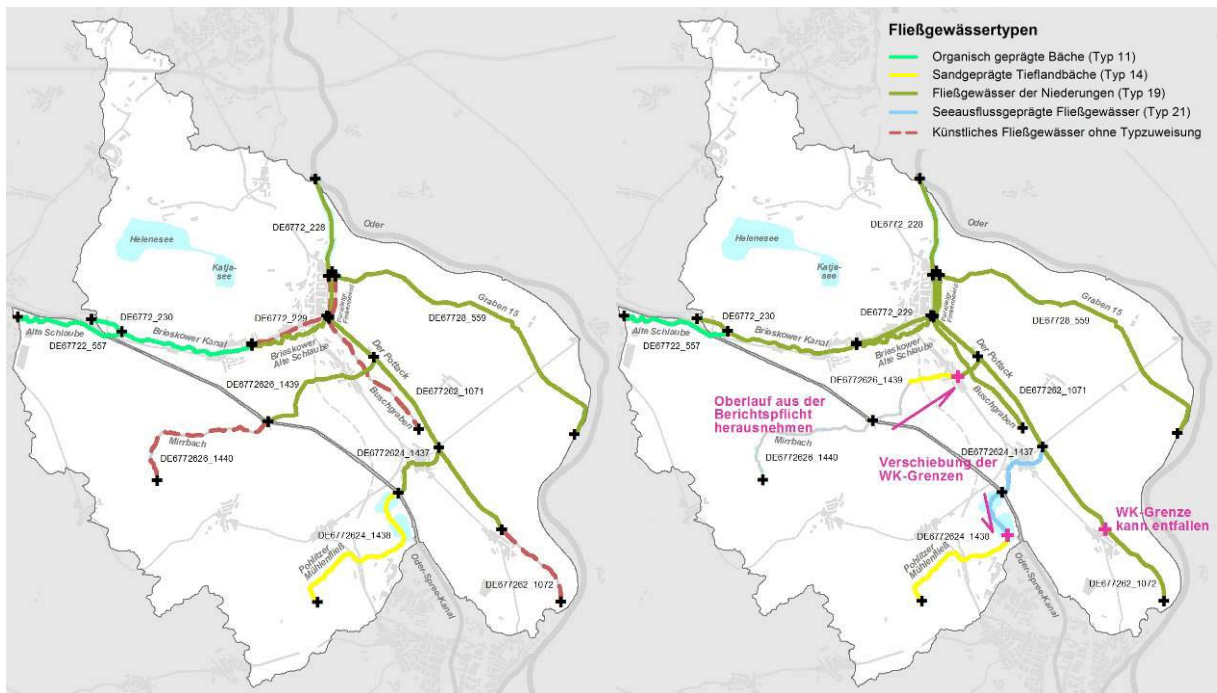 DE6772_228
Oder
Helenesee
Katja-
see
DE6772_230
DE6772_229
Graben 15
DE67728_559
Alte Schlaube
Brieskower Kanal
DE67722_557
Brieskower
Alte Schlaube
Der Pottack
DE6772626_1439
DE677262_1071
Buschgraben
Mirrbach
DE6772624_1437
DE6772626_1440
DE6772624_1438
Pohlitzer
Mühlenfließ
Oder-Spree-Kanal
DE677262_1072
Fließgewässertypen
Organisch geprägte Bäche (Typ 11)
Sandgeprägte Tieflandbäche (Typ 14)
Fließgewässer der Niederungen (Typ 19)
Seeausflussgeprägte Fließgewässer (Typ 21)
Künstliches Fließgewässer ohne Typzuweisung
DE6772_228
Oder
Helenesee
Katja-
see
DE6772_230
DE6772_229
Graben 15
DE67728_559
Alte Schlaube
Brieskower Kanal
DE67722_557
Brieskower
Alte Schlaube
Der Pottack
DE6772626_1439
DE677262_1071
Oberlauf aus der
Berichtspflicht
herausnehmen
Buschgraben
Mirrbach
DE6772624_1437
DE6772626_1440
Verschiebung der
WK-Grenzen
WK-Grenze
kann entfallen
DE6772624_1438
Pohlitzer
Mühlenfließ
Oder-Spree-Kanal
DE677262_1072